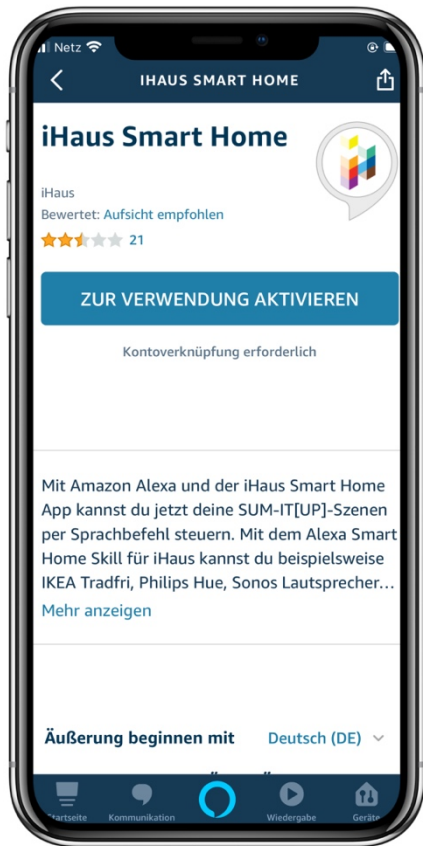 Netz
IHAUS SMART HOME
iHaus Smart Home
iHaus
Bewertet: Aufsicht empfohlen
21
ZUR VERWENDUNG AKTIVIEREN
Kontoverknüpfung erforderlich
Mit Amazon Alexa und der iHaus Smart Home
App kannst du jetzt deine SUM-IT[UP]-Szenen
per Sprachbefehl steuern. Mit dem Alexa Smart
Home Skill für iHaus kannst du beispielsweise
IKEA Tradfri, Philips Hue, Sonos Lautsprecher...
Mehr anzeigen
Äußerung beginnen mit Deutsch (DE)
Startseite Kommunikation Wiedergabe Geräte